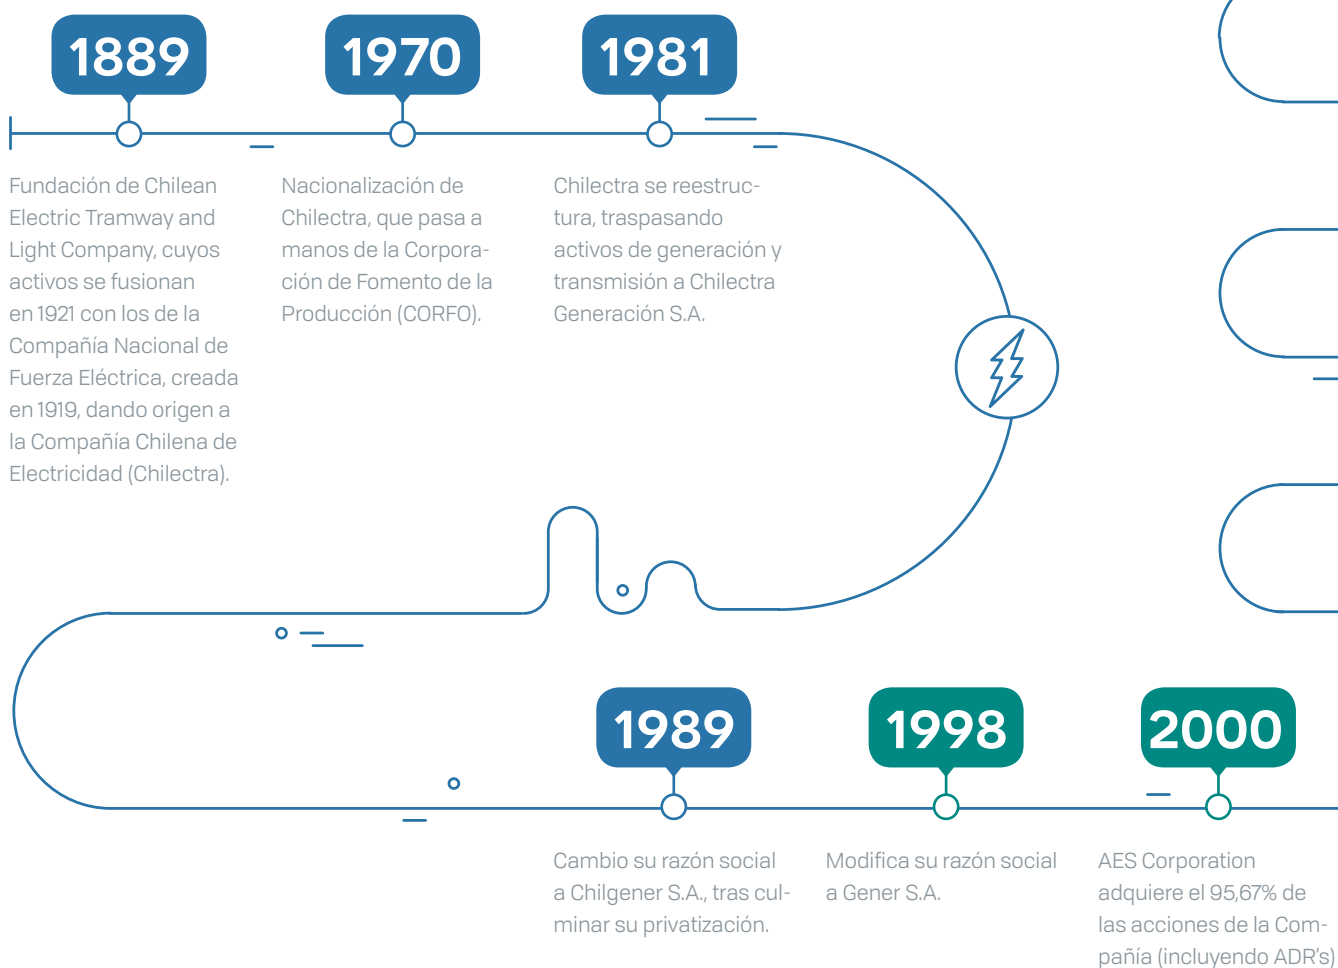 1889
Fundación de Chilean
Electric Tramway and
Light Company, cuyos
activos se fusionan
en 1921 con los de la
Compañía Nacional de
Fuerza Eléctrica, creada
en 1919, dando origen a
la Compañía Chilena de
Electricidad (Chilectra).
1970
Nacionalización de
Chilectra, que pasa a
manos de la Corpora-
ción de Fomento de la
Producción (CORFO).
1981
Chilectra se reestruc-
tura, traspasando
activos de generación y
transmisión a Chilectra
Generación S.A.
1989
Cambio su razón social
a Chilgener S.A., tras cul-
minar su privatización.
1998
Modifica su razón social
a Gener S.A.
2000
AES Corporation
adquiere el 95,67% de
las acciones de la Com-
pañía (incluyendo ADR's)